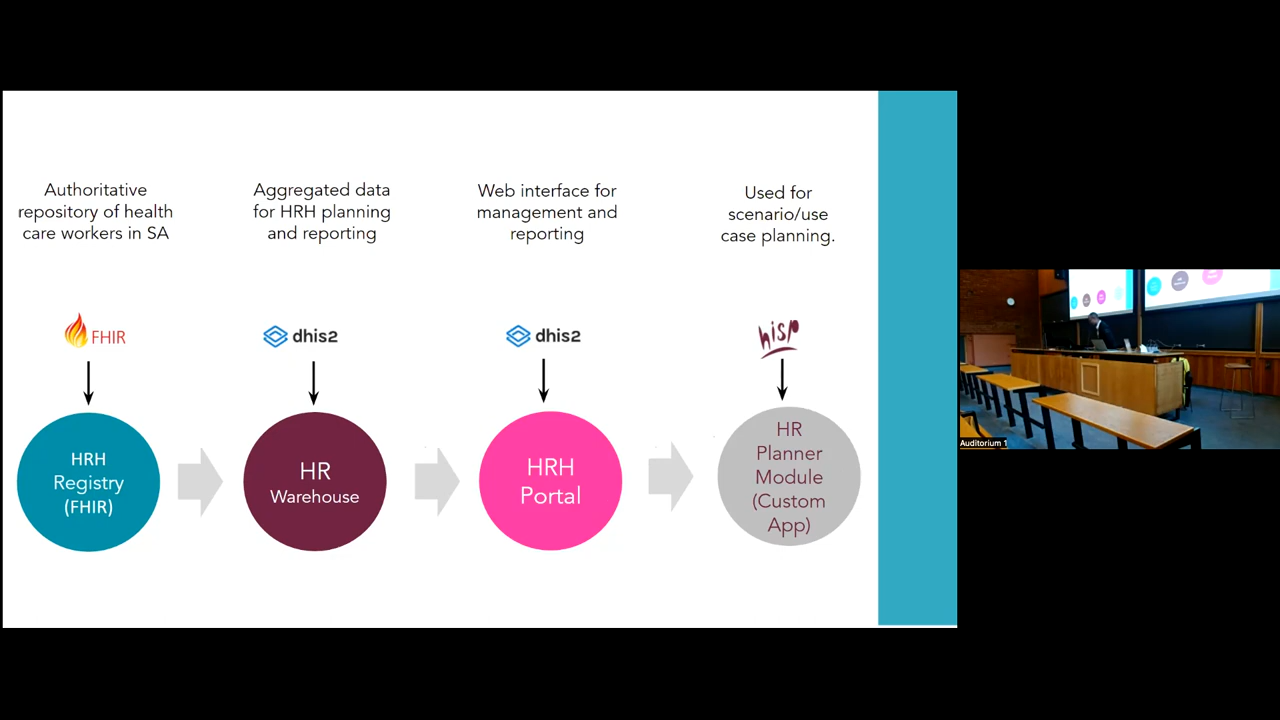 Authoritative
repository of health
care workers in SA
Aggregated data
for HRH planning
and reporting
Web interface for
management and
reporting
Used for
scenario/use
case planning.
FHIR
dhis2
dhis2
hisp
HRH
Registry
(FHIR)
HR
Warehouse
HRH
Portal
HR
Planner
Module
(Custom
App)
Auditorium 1